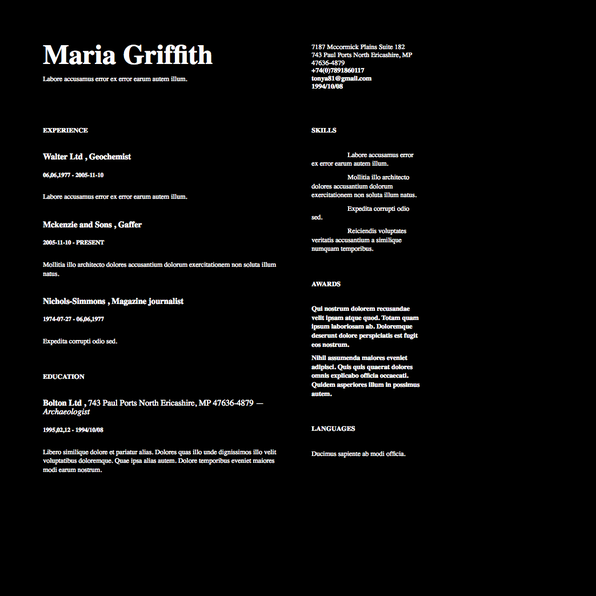 Maria Griffith
Labore accusamus error ex error earum autem illum.
7187 Mccormick Plains Suite 182
743 Paul Ports North Ericashire, MP
47636-4879
+74(0)7891860117
tonya81@gmail.com
1994/10/08
EXPERIENCE
Walter Ltd , Geochemist
06,06,1977 - 2005-11-10
Labore accusamus error ex error earum autem illum.
Mckenzie and Sons , Gaffer
2005-11-10 - PRESENT
Mollitia illo architecto dolores accusantium dolorum exercitationem non soluta illum
natus.
Nichols-Simmons , Magazine journalist
1974-07-27 - 06,06,1977
Expedita corrupti odio sed.
EDUCATION
Bolton Ltd , 743 Paul Ports North Ericashire, MP 47636-4879 —
Archaeologist
1995,02,12 - 1994/10/08
Libero similique dolore et pariatur alias. Dolores quas illo unde dignissimos illo velit
voluptatibus doloremque. Quae ipsa alias autem. Dolore temporibus eveniet maiores
modi earum nostrum.
SKILLS
Labore accusamus error
ex error earum autem illum.
Mollitia illo architecto
dolores accusantium dolorum
exercitationem non soluta illum natus.
Expedita corrupti odio
sed.
Reiciendis voluptates
veritatis accusantium a similique
numquam temporibus.
AWARDS
Qui nostrum dolorem recusandae
velit ipsam atque quod. Totam quam
ipsum laboriosam ab. Doloremque
deserunt dolore perspiciatis est fugit
eos nostrum.
Nihil assumenda maiores eveniet
adipisci. Quis quis quaerat dolores
omnis explicabo officia occaecati.
Quidem asperiores illum in possimus
autem.
LANGUAGES
Ducimus sapiente ab modi officia.